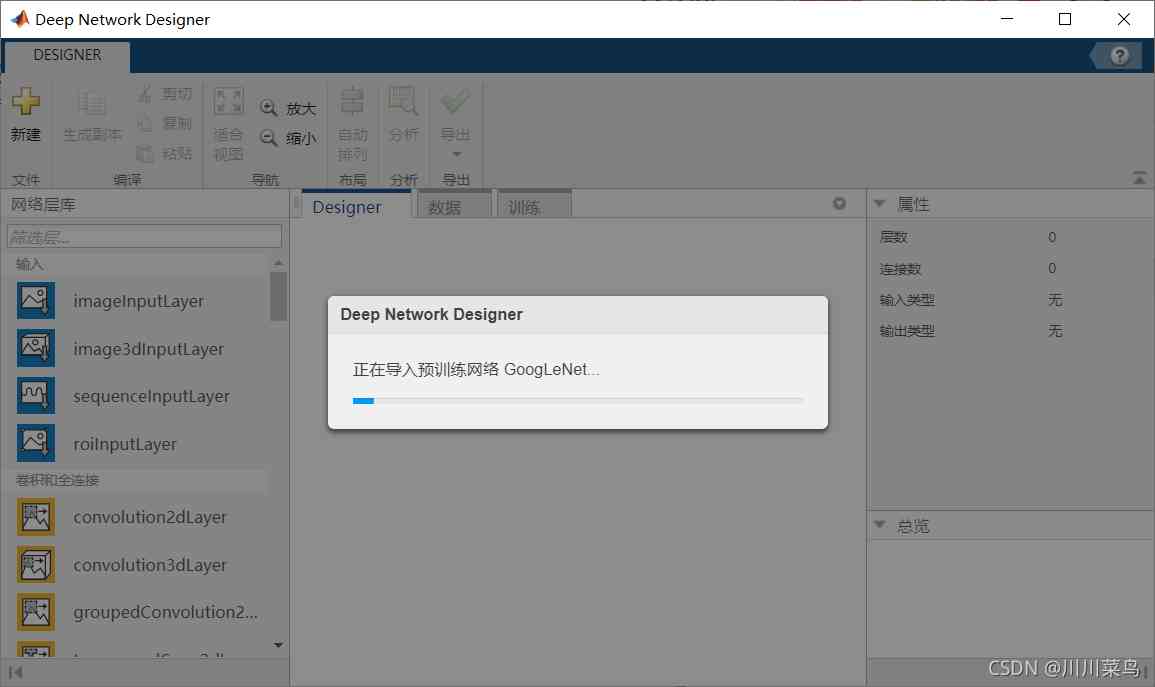 Deep Network Designer
DESIGNER
?
新建
生成副本
剪切
复制
粘贴
适合
视图
放大
缩小
自动
排列
分析
导出
文件
编译
导航
布局
分析
导出
网络层库
筛选层...
输入
imageInputLayer
image3dInputLayer
sequenceInputLayer
roiInputLayer
卷积和全连接
convolution2dLayer
convolution3dLayer
groupedConvolution2...
Designer
数据
训练
Deep Network Designer
正在导入预训练网络 GoogLeNet...
属性
层数 0
连接数 0
输入类型 无
输出类型 无
总览
CSDN @川川菜鸟